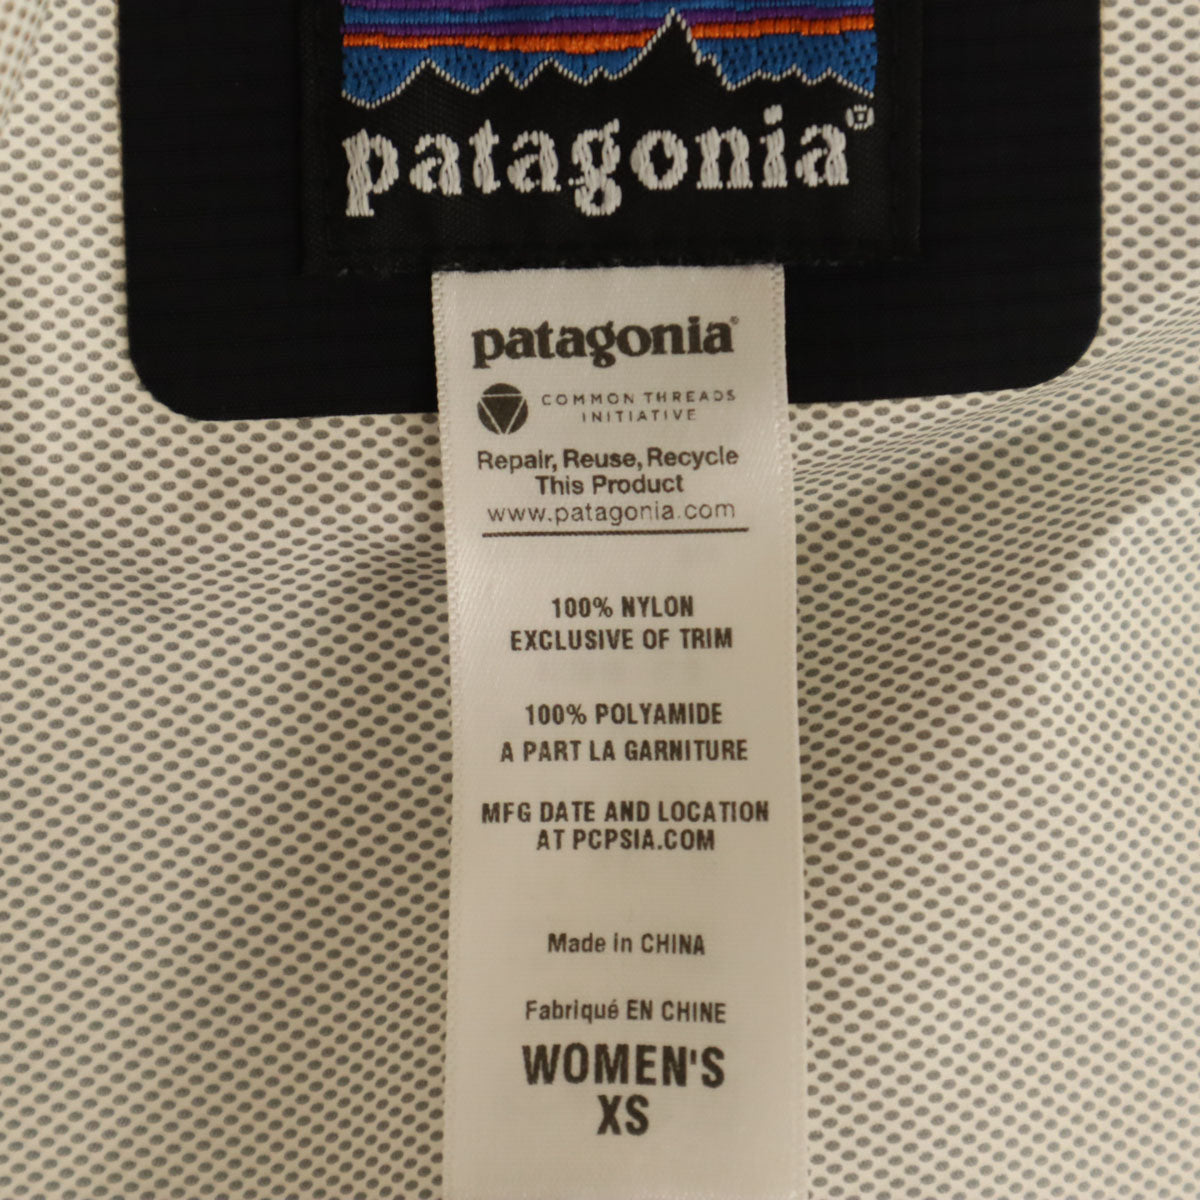 patagonia®
patagonia®
COMMON THREADS
INITIATIVE
Repair, Reuse, Recycle
This Product
www.patagonia.com
100% NYLON
EXCLUSIVE OF TRIM
100% POLYAMIDE
A PART LA GARNITURE
MFG DATE AND LOCATION
AT PCPSIA.COM
Made in CHINA
Fabriqué EN CHINE
WOMEN'S
XS